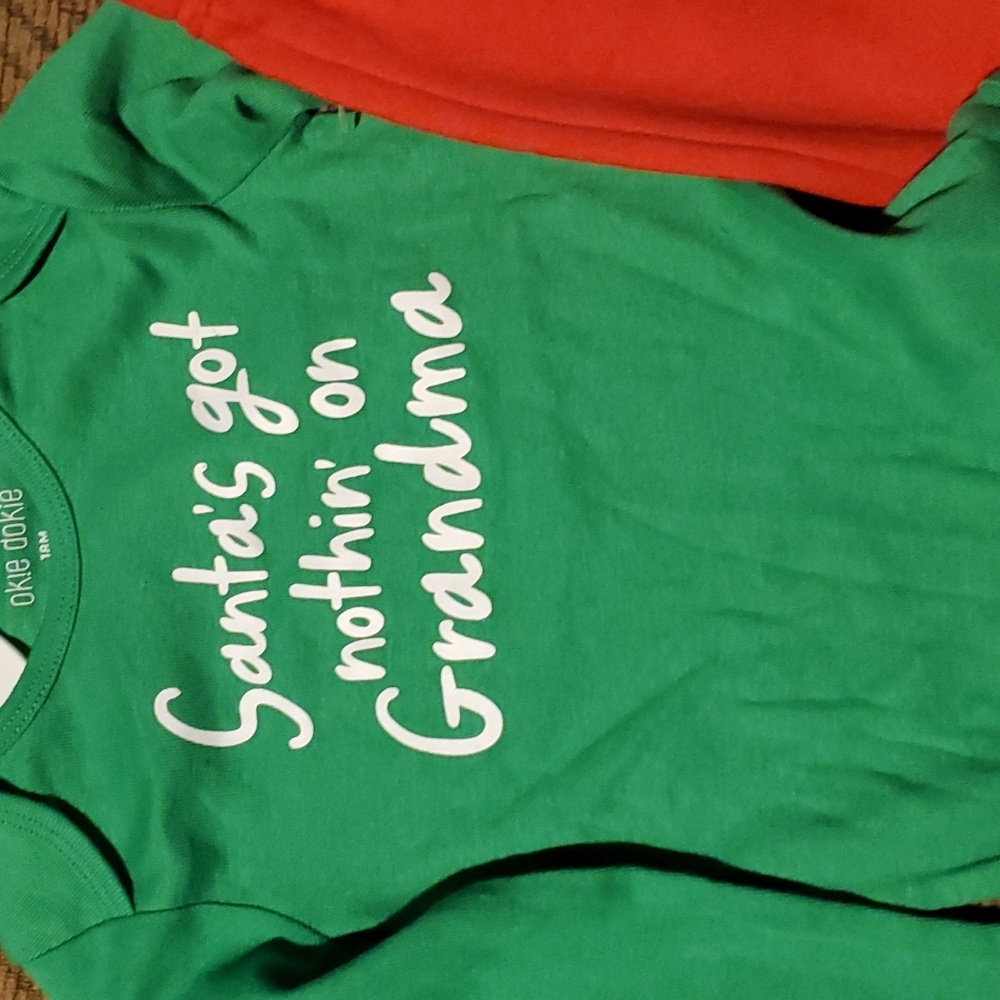 okie dokie
18M
Santa's got
nothin' on
Grandma